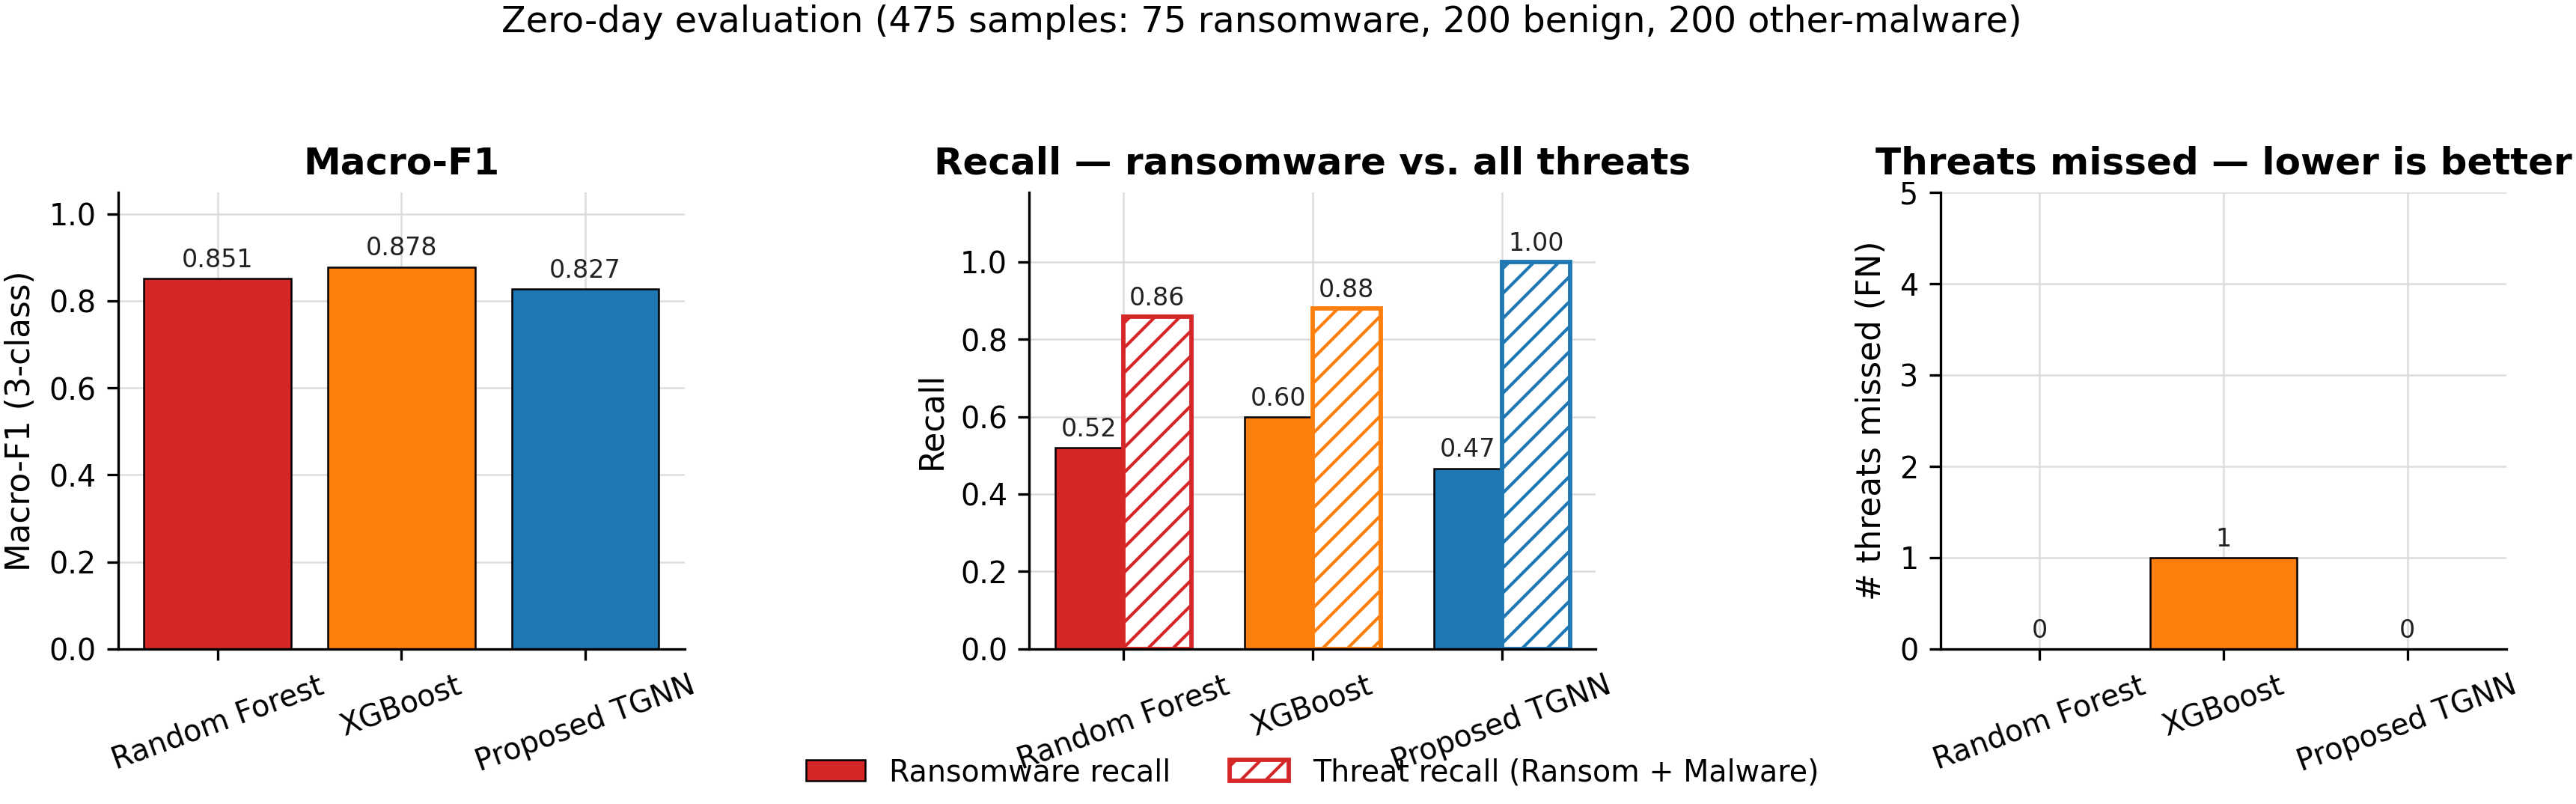 Zero-day evaluation (475 samples: 75 ransomware, 200 benign, 200 other-malware)
Macro-F1
Macro-F1 (3-class)
1.0
0.8
0.6
0.4
0.2
0.0
0.851
0.878
0.827
Random Forest
XGBoost
Proposed TGNN
Recall — ransomware vs. all threats
Recall
1.0
0.8
0.6
0.4
0.2
0.0
0.52
0.86
0.60
0.88
0.47
1.00
Random Forest
XGBoost
Proposed TGNN
Threats missed — lower is better
# threats missed (FN)
5
4
3
2
1
0
0
1
0
Random Forest
XGBoost
Proposed TGNN
Ransomware recall
Threat recall (Ransom + Malware)